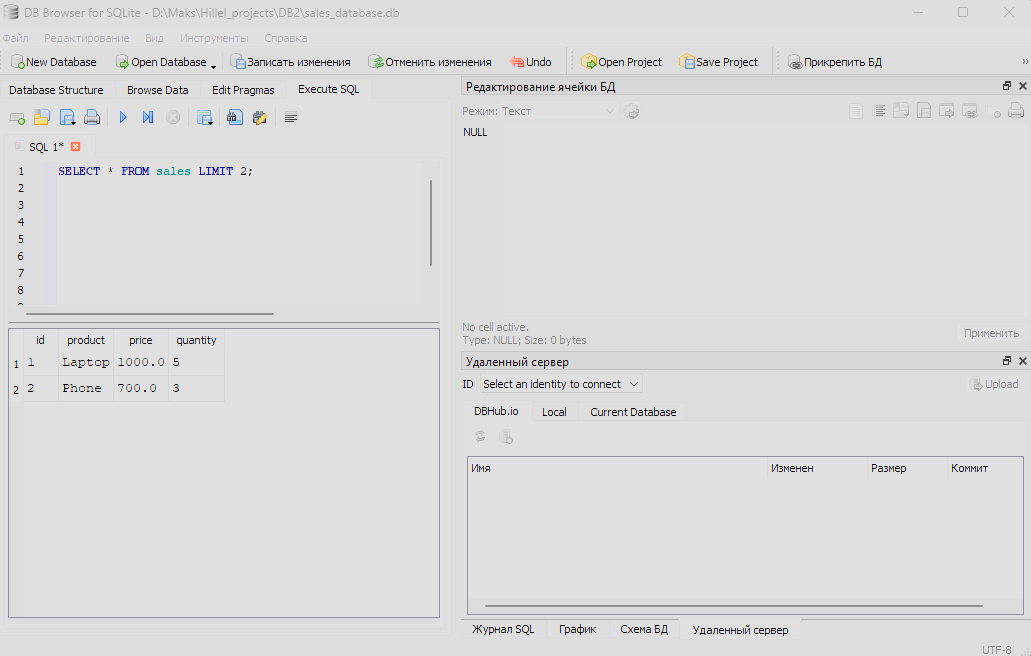 DB Browser for SQLite - D:\Maks\Hillel_projects\DB2\sales_database.db
Файл Редактирование Вид Инструменты Справка
New Database Open Database Записать изменения Отменить изменения Undo Open Project Save Project Прикрепить БД »
Database Structure Browse Data Edit Pragmas Execute SQL
SQL 1*
1 SELECT * FROM sales LIMIT 2;
2
3
4
5
6
7
8
id product price quantity
1 1 Laptop 1000.0 5
2 2 Phone 700.0 3
Редактирование ячейки БД
Режим: Текст
NULL
No cell active.
Type: NULL; Size: 0 bytes
Применить
Удаленный сервер
ID Select an identity to connect Upload
DBHub.io Local Current Database
Имя Изменен Размер Коммит
Журнал SQL График Схема БД Удаленный сервер
UTF-8